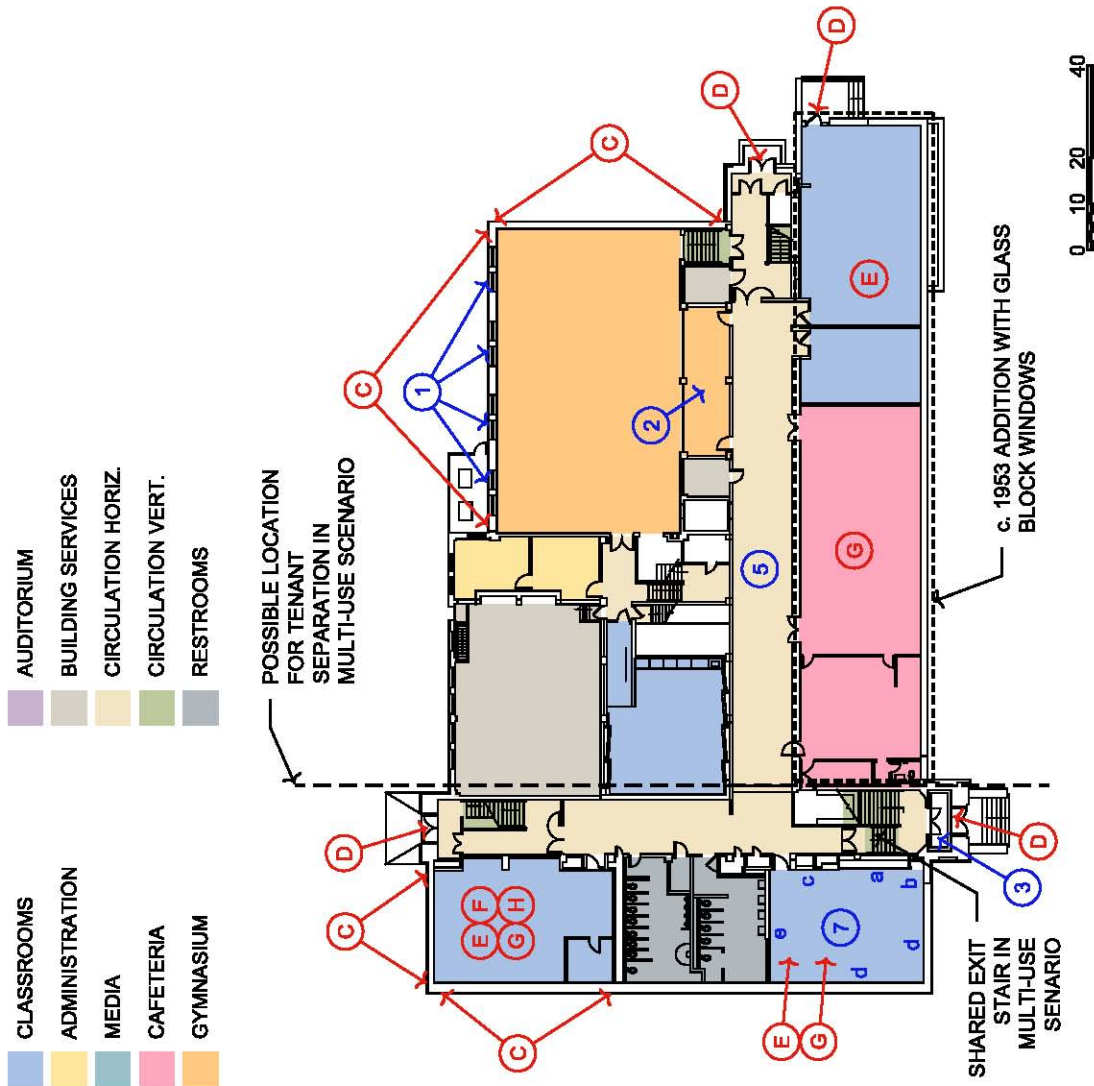 CLASSROOMS
ADMINISTRATION
MEDIA
CAFETERIA
GYMNASIUM
AUDITORIUM
BUILDING SERVICES
CIRCULATION HORIZ.
CIRCULATION VERT.
RESTROOMS
POSSIBLE LOCATION
FOR TENANT
SEPARATION IN
MULTI-USE SCENARIO
D
D
C
C
1
2
C
D
C
E F
G H
5
E
G
c. 1953 ADDITION WITH GLASS
BLOCK WINDOWS
0 10 20 40
C
E
G
7
a
b
c
d
d
e
3
D
SHARED EXIT
STAIR IN
MULTI-USE
SENARIO